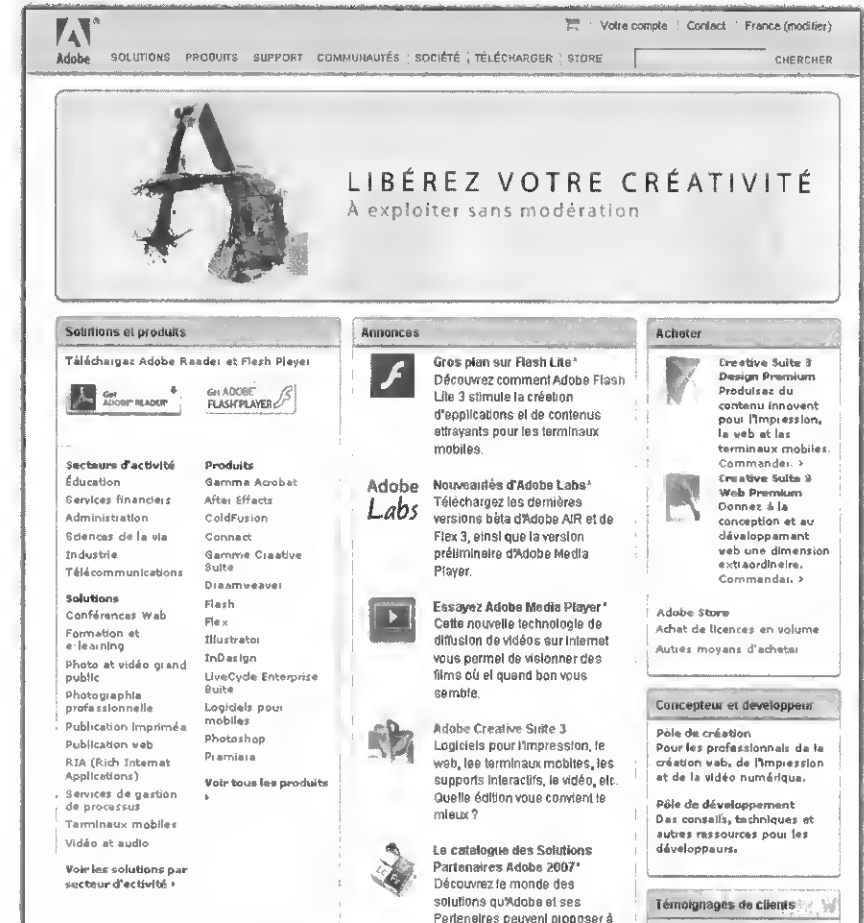 Votre compte Contact France (modifier)
Adobe SOLUTIONS PRODUITS SUPPORT COMMUNAUTÉS SOCIÉTÉ TÉLÉCHARGER STORE CHERCHER
LIBÉREZ VOTRE CRÉATIVITÉ
À exploiter sans modération
Solutions et produits
Téléchargez Adobe Reader et Flash Player
Get
ADOBE® READER®
Get ADOBE®
FLASH® PLAYER
Secteurs d'activité
Éducation
Services financiers
Administration
Sciences de la vie
Industrie
Télécommunications
Solutions
Conférences Web
Formation et
e-learning
Photo et vidéo grand
public
Photographie
professionnelle
Publication imprimée
Publication web
RIA (Rich Internet
Applications)
Services de gestion
de processus
Terminaux mobiles
Vidéo et audio
Voir les solutions par
secteur d'activité ›
Produits
Gamme Acrobat
After Effects
ColdFusion
Connect
Gamme Creative
Suite
Dreamweaver
Flash
Flex
Illustrator
InDesign
LiveCycle Enterprise
Suite
Logiciels pour
mobiles
Photoshop
Premiere
Voir tous les produits
›
Annonces
Gros plan sur Flash Lite*
Découvrez comment Adobe Flash
Lite 3 stimule la création
d'applications et de contenus
attrayants pour les terminaux
mobiles.
Adobe
Labs
Nouveautés d'Adobe Labs*
Téléchargez les dernières
versions bêta d'Adobe AIR et de
Flex 3, ainsi que la version
préliminaire d'Adobe Media
Player.
Essayez Adobe Media Player*
Cette nouvelle technologie de
diffusion de vidéos sur Internet
vous permet de visionner des
films où et quand bon vous
semble.
Adobe Creative Suite 3
Logiciels pour l'impression, le
web, les terminaux mobiles, les
supports interactifs, le vidéo, etc.
Quelle édition vous convient le
mieux ?
Le catalogue des Solutions
Partenaires Adobe 2007*
Découvrez le monde des
solutions qu'Adobe et ses
Partenaires peuvent proposer à
Acheter
Creative Suite 3
Design Premium
Produisez du
contenu innovent
pour l'impression,
le web et les
terminaux mobiles.
Commander. ›
Creative Suite 3
Web Premium
Donnez à la
conception et au
développement
web une dimension
extraordinaire.
Commander. ›
Adobe Store
Achat de licences en volume
Autres moyens d'acheter
Concepteur et développeur
Pôle de création
Pour les professionnels de la
création web, de l'impression
et de la vidéo numérique.
Pôle de développement
Des conseils, techniques et
autres ressources pour les
développeurs.
Témoignages de clients